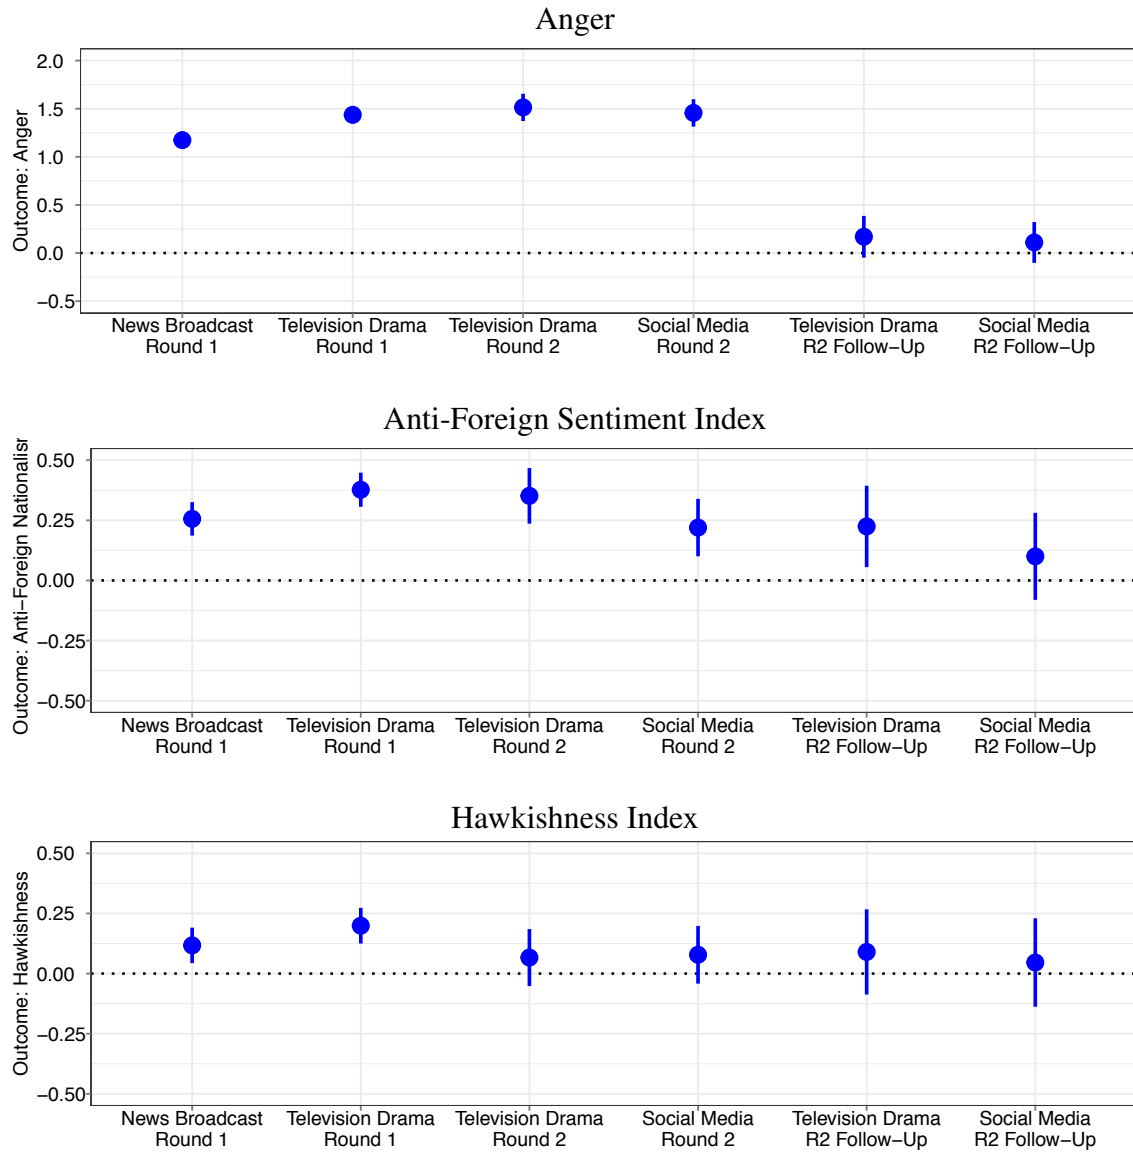 Anger
Outcome: Anger
2.0
1.5
1.0
0.5
0.0
−0.5
News Broadcast Television Drama Television Drama Social Media Television Drama Social Media
Round 1 Round 1 Round 2 Round 2 R2 Follow−Up R2 Follow−Up
Anti-Foreign Sentiment Index
Outcome: Anti−Foreign Nationalisr
0.50
0.25
0.00
−0.25
−0.50
News Broadcast Television Drama Television Drama Social Media Television Drama Social Media
Round 1 Round 1 Round 2 Round 2 R2 Follow−Up R2 Follow−Up
Hawkishness Index
Outcome: Hawkishness
0.50
0.25
0.00
−0.25
−0.50
News Broadcast Television Drama Television Drama Social Media Television Drama Social Media
Round 1 Round 1 Round 2 Round 2 R2 Follow−Up R2 Follow−Up